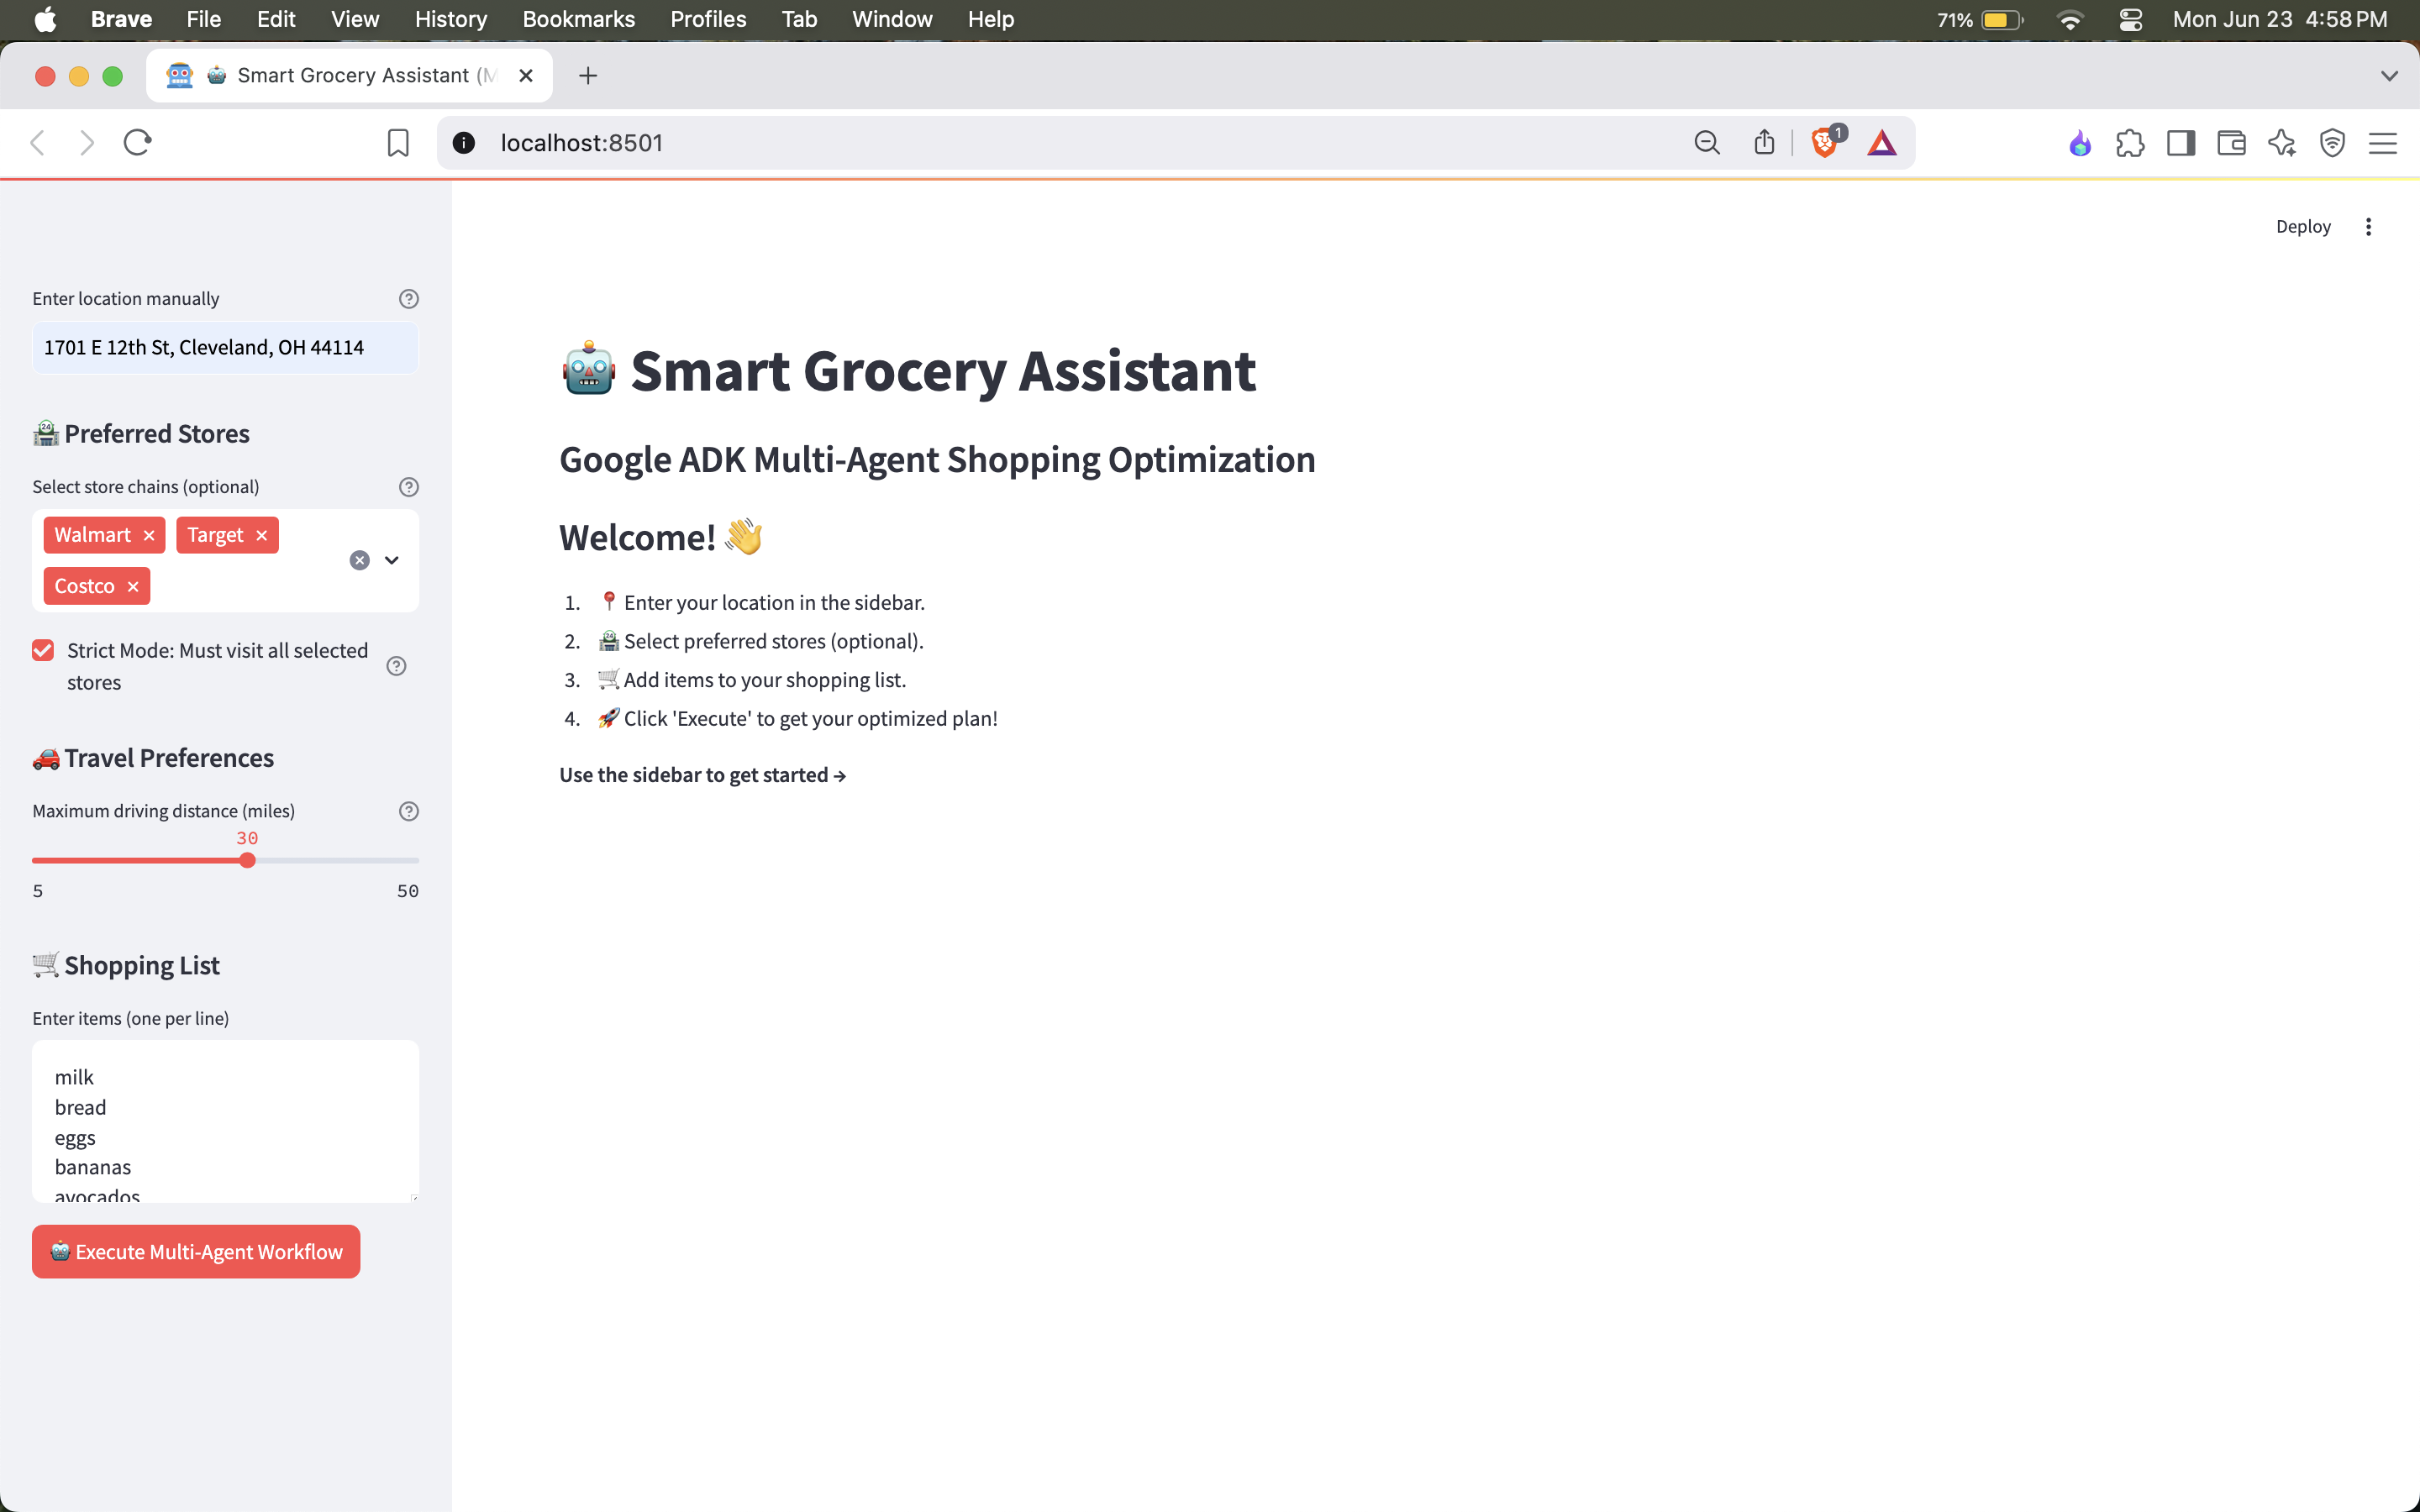 Brave File Edit View History Bookmarks Profiles Tab Window Help 71% Mon Jun 23 4:58 PM
Smart Grocery Assistant (M
localhost:8501 1
Deploy
Enter location manually
1701 E 12th St, Cleveland, OH 44114
24 Preferred Stores
Select store chains (optional)
Walmart Target
Costco
Strict Mode: Must visit all selected
stores
Travel Preferences
Maximum driving distance (miles)
30
5 50
Shopping List
Enter items (one per line)
milk
bread
eggs
bananas
avocados
Execute Multi-Agent Workflow
Smart Grocery Assistant
Google ADK Multi-Agent Shopping Optimization
Welcome!
1. Enter your location in the sidebar.
2. 24 Select preferred stores (optional).
3. Add items to your shopping list.
4. Click 'Execute' to get your optimized plan!
Use the sidebar to get started →